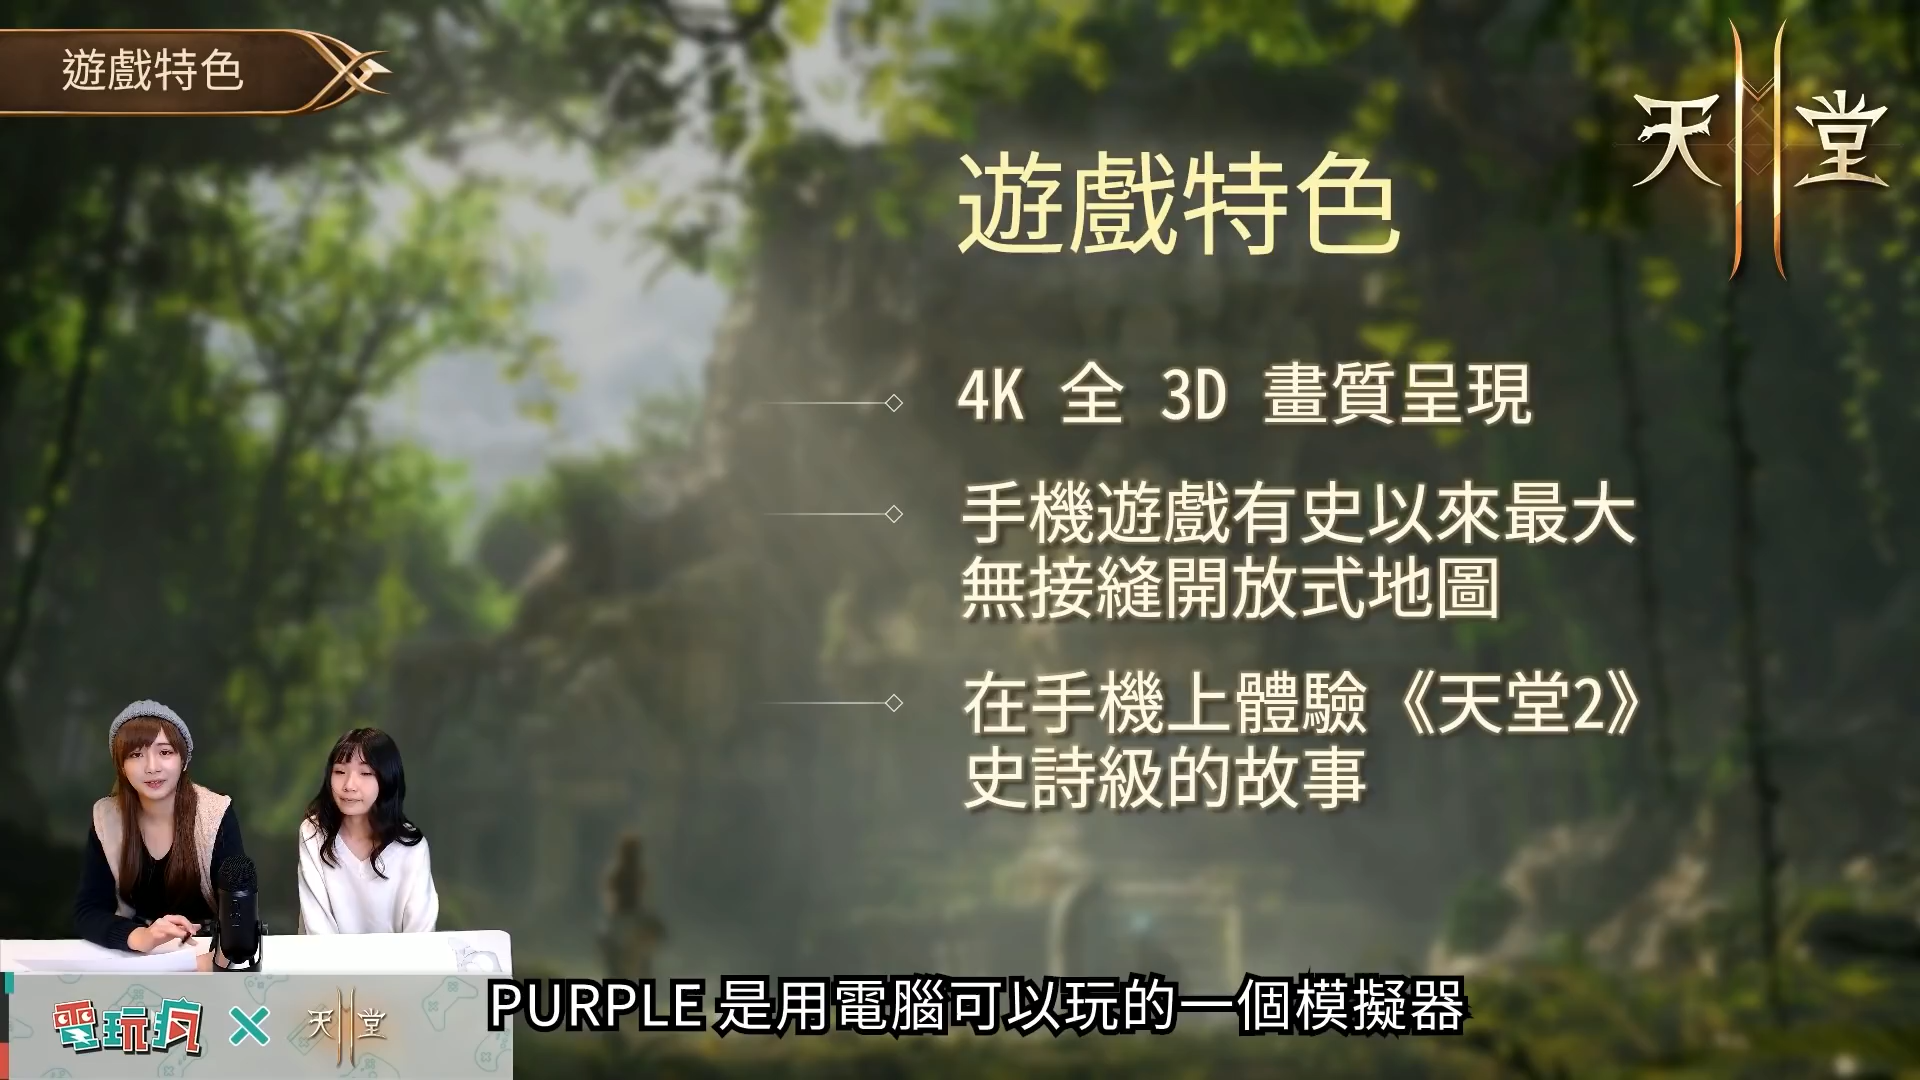 遊戲特色
天堂
遊戲特色
4K 全 3D 畫質呈現
手機遊戲有史以來最大
無接縫開放式地圖
在手機上體驗《天堂2》
史詩級的故事
電玩瘋 × 天堂
PURPLE 是用電腦可以玩的一個模擬器